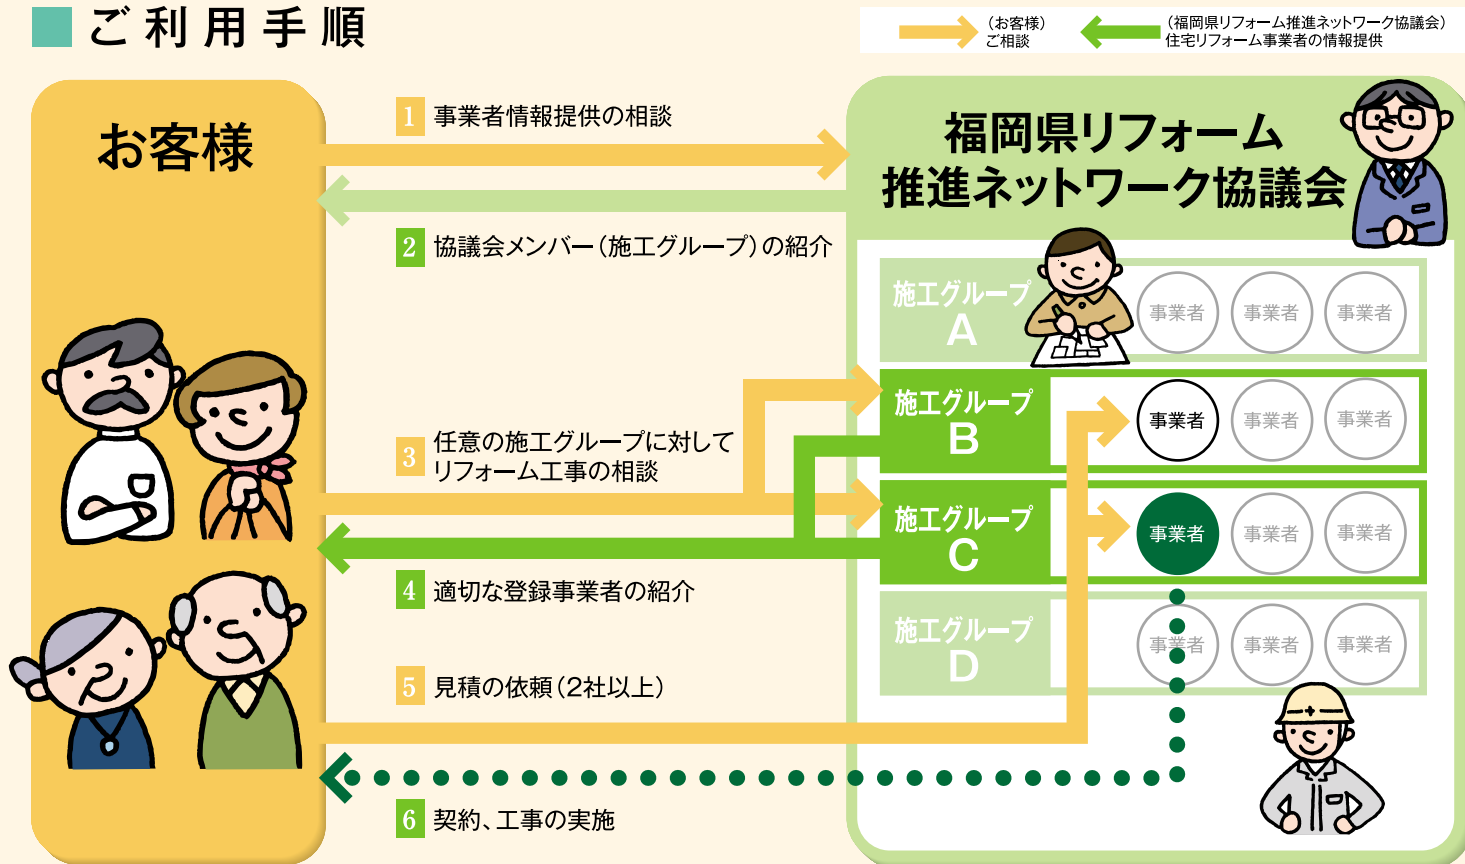 ご利用手順
（お客様）
ご相談
（福岡県リフォーム推進ネットワーク協議会）
住宅リフォーム事業者の情報提供
お客様
1 事業者情報提供の相談
2 協議会メンバー（施工グループ）の紹介
3 任意の施工グループに対して
リフォーム工事の相談
4 適切な登録事業者の紹介
5 見積の依頼（2社以上）
6 契約、工事の実施
福岡県リフォーム
推進ネットワーク協議会
施工グループ
A
事業者 事業者 事業者
施工グループ
B
事業者 事業者 事業者
施工グループ
C
事業者 事業者 事業者
施工グループ
D
事業者 事業者 事業者